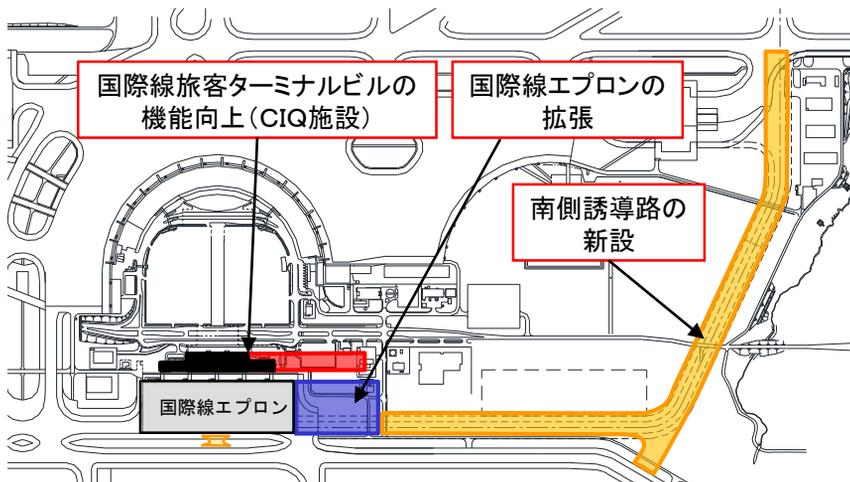 国際線旅客ターミナルビルの
機能向上（CIQ施設）
国際線エプロンの
拡張
南側誘導路の
新設
国際線エプロン